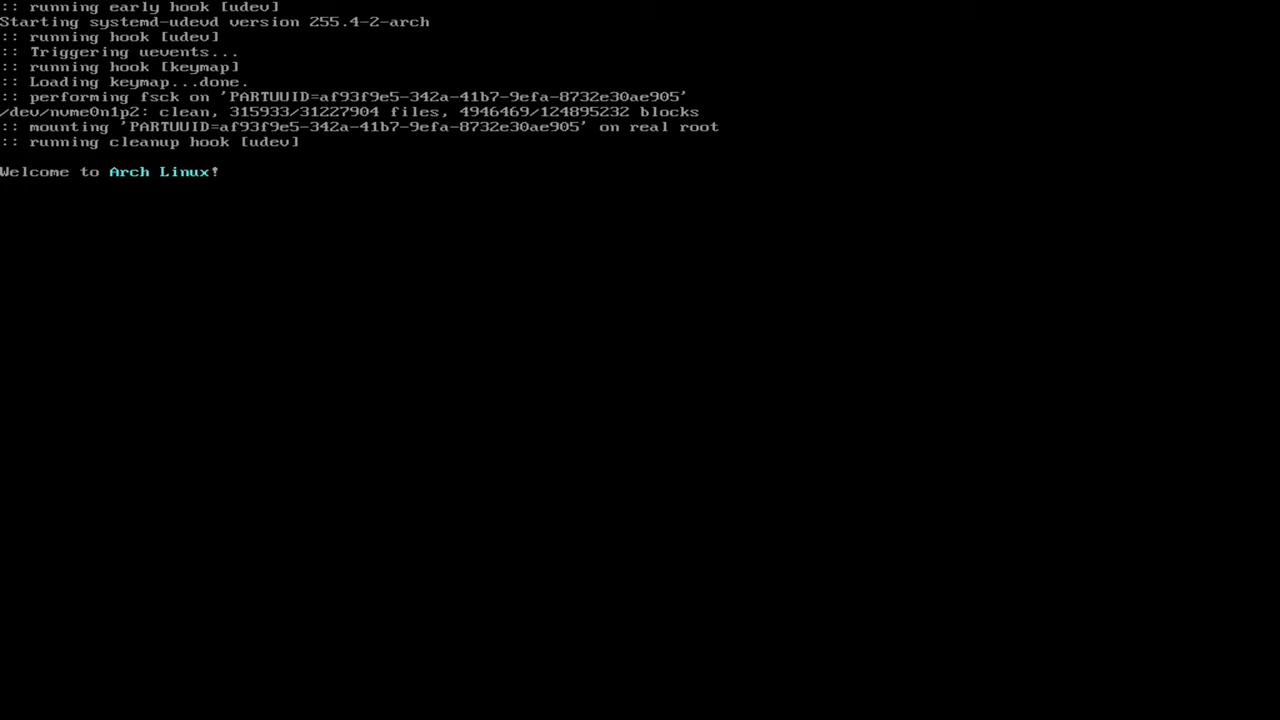 :: running early hook [udev]
Starting systemd-udevd version 255.4-2-arch
:: running hook [udev]
:: Triggering uevents...
:: running hook [keymap]
:: Loading keymap...done.
:: performing fsck on 'PARTUUID=af93f9e5-342a-41b7-9efa-8732e30ae905'
/dev/nvme0n1p2: clean, 315933/31227904 files, 4946469/124895232 blocks
:: mounting 'PARTUUID=af93f9e5-342a-41b7-9efa-8732e30ae905' on real root
:: running cleanup hook [udev]
Welcome to Arch Linux!